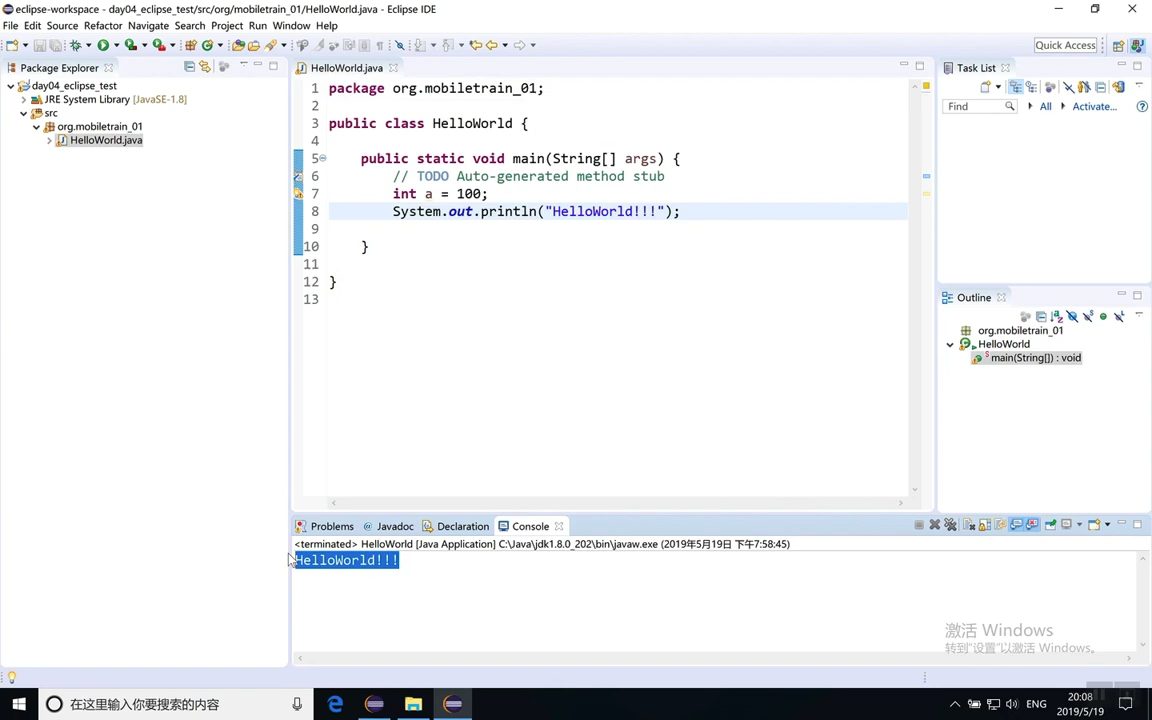 eclipse-workspace - day04_eclipse_test/src/org/mobiletrain_01/HelloWorld.java - Eclipse IDE
File Edit Source Refactor Navigate Search Project Run Window Help
Quick Access
Package Explorer
day04_eclipse_test
JRE System Library [JavaSE-1.8]
src
org.mobiletrain_01
HelloWorld.java
HelloWorld.java
1 package org.mobiletrain_01;
2
3 public class HelloWorld {
4
5 public static void main(String[] args) {
6 // TODO Auto-generated method stub
7 int a = 100;
8 System.out.println("HelloWorld!!!");
9
10 }
11
12 }
13
Task List
Find All Activate...
Outline
org.mobiletrain_01
HelloWorld
main(String[]) : void
Problems Javadoc Declaration Console
<terminated> HelloWorld [Java Application] C:\Java\jdk1.8.0_202\bin\javaw.exe (2019年5月19日 下午7:58:45)
HelloWorld!!!
激活 Windows
转到"设置"以激活 Windows。
在这里输入你要搜索的内容
ENG
20:08
2019/5/19